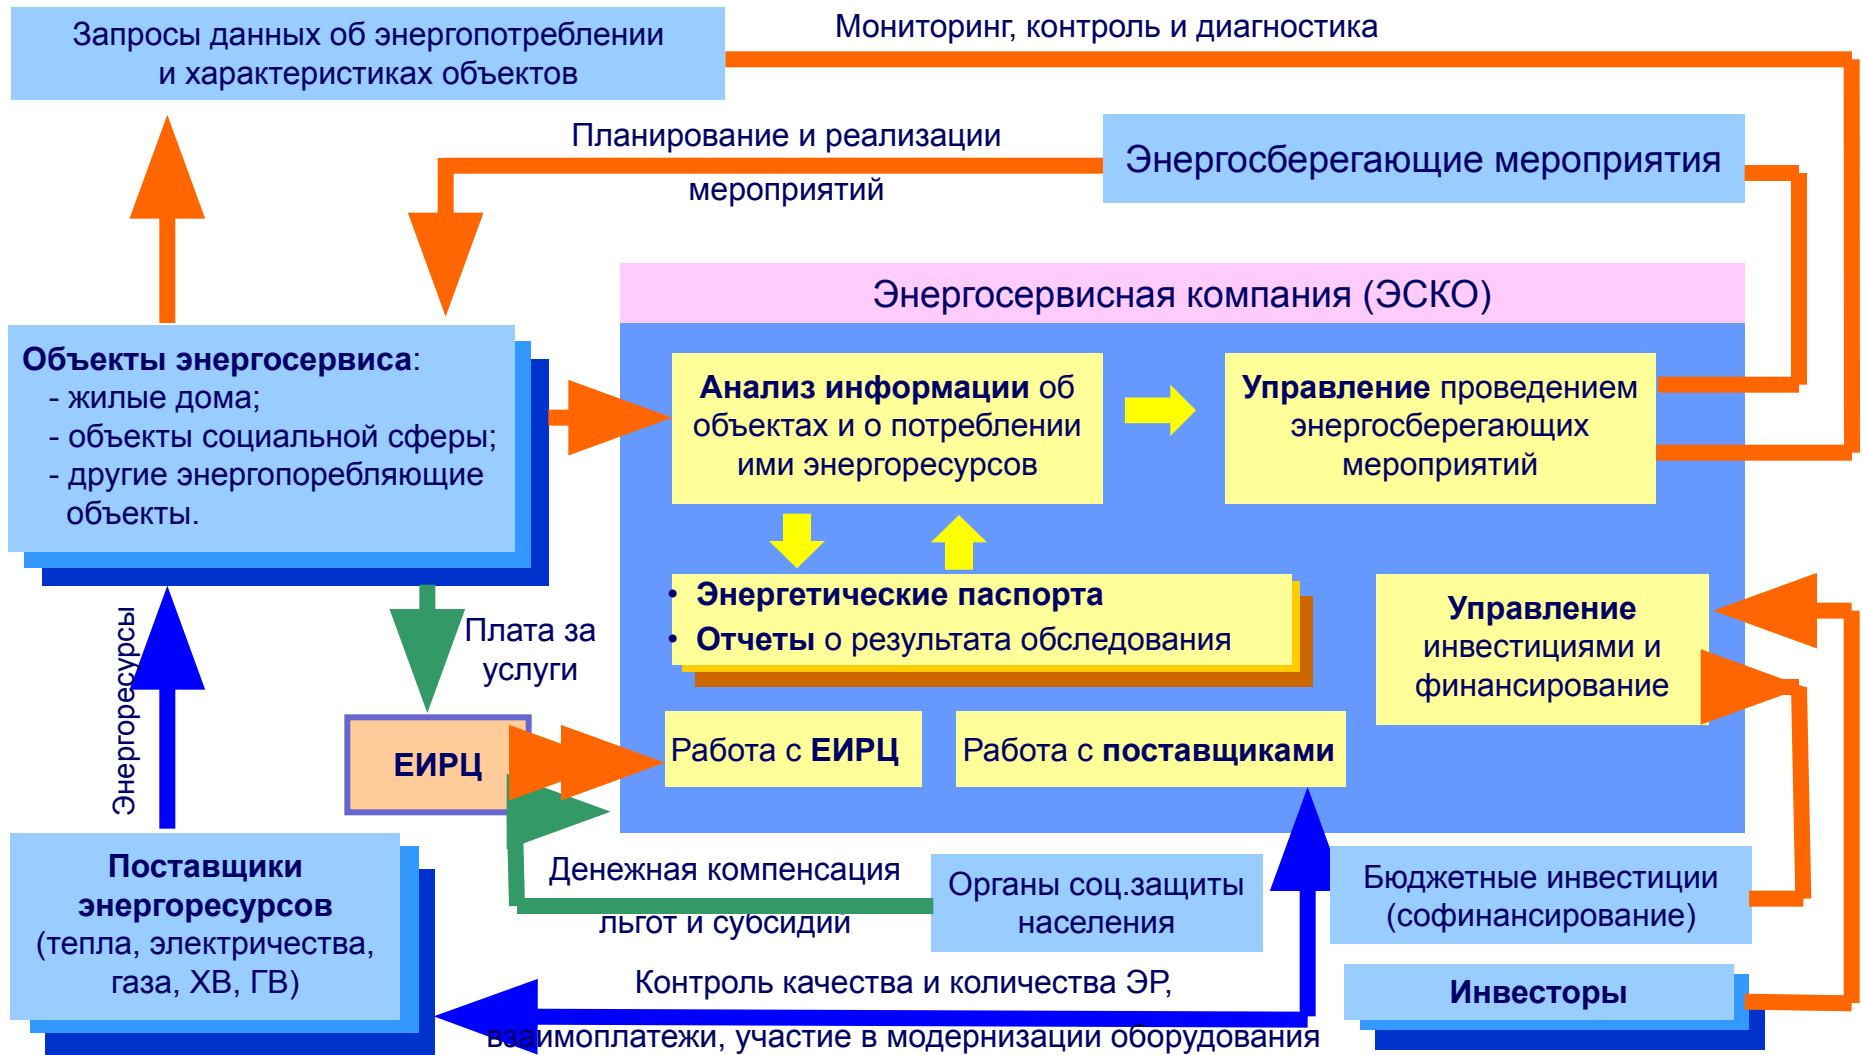 Запросы данных об энергопотреблении
и характеристиках объектов
Мониторинг, контроль и диагностика
Планирование и реализации
мероприятий
Энергосберегающие мероприятия
Энергосервисная компания (ЭСКО)
Объекты энергосервиса:
- жилые дома;
- объекты социальной сферы;
- другие энергопоребляющие
объекты.
Анализ информации об
объектах и о потреблении
ими энергоресурсов
Управление проведением
энергосберегающих
мероприятий
• Энергетические паспорта
• Отчеты о результата обследования
Управление
инвестициями и
финансирование
Энергоресурсы
Плата за
услуги
ЕИРЦ
Работа с ЕИРЦ
Работа с поставщиками
Поставщики
энергоресурсов
(тепла, электричества,
газа, ХВ, ГВ)
Денежная компенсация
льгот и субсидий
Органы соц.защиты
населения
Бюджетные инвестиции
(софинансирование)
Контроль качества и количества ЭР,
взаимоплатежи, участие в модернизации оборудования
Инвесторы